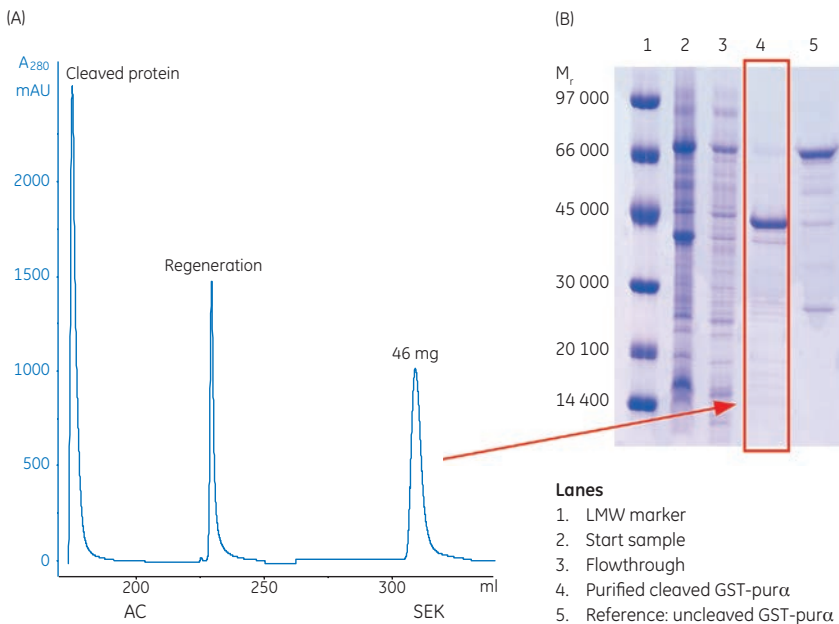 (A)
A280
mAU
Cleaved protein
2000
1500
Regeneration
46 mg
1000
500
0
200
250
300
ml
AC
SEK
(B)
1 2 3 4 5
Mr
97 000
66 000
45 000
30 000
20 100
14 400
Lanes
1. LMW marker
2. Start sample
3. Flowthrough
4. Purified cleaved GST-purα
5. Reference: uncleaved GST-purα